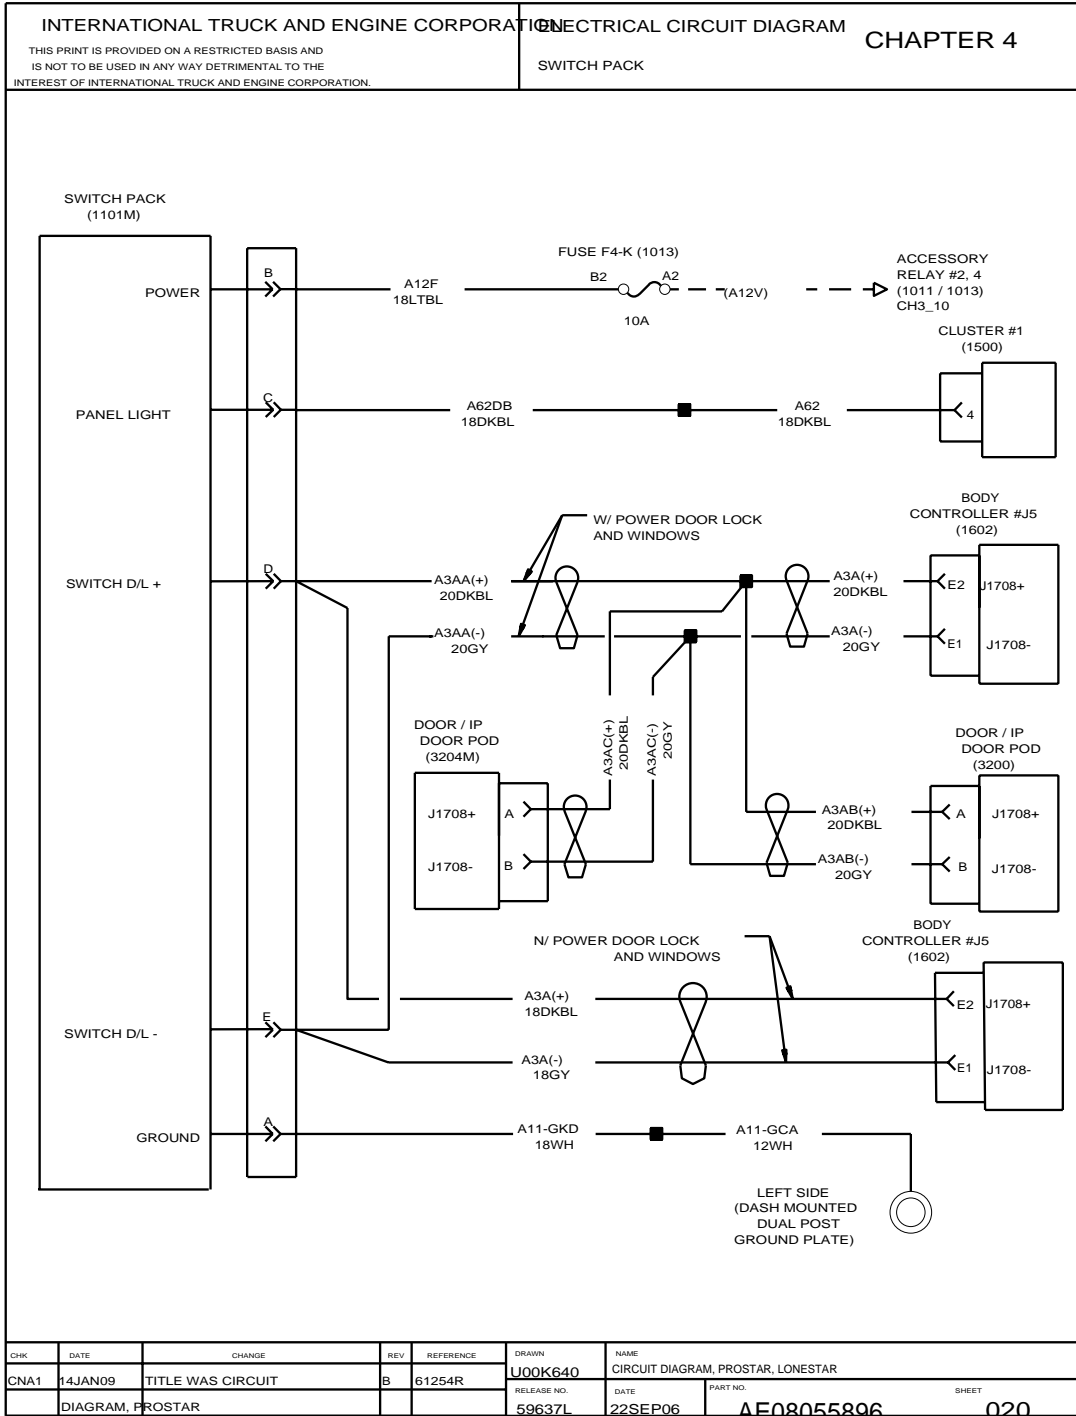 INTERNATIONAL TRUCK AND ENGINE CORPORATION
THIS PRINT IS PROVIDED ON A RESTRICTED BASIS AND
IS NOT TO BE USED IN ANY WAY DETRIMENTAL TO THE
INTEREST OF INTERNATIONAL TRUCK AND ENGINE CORPORATION.
ELECTRICAL CIRCUIT DIAGRAM
SWITCH PACK
CHAPTER 4
SWITCH PACK
(1101M)
POWER
B
A12F
18LTBL
FUSE F4-K (1013)
B2
A2
10A
(A12V)
ACCESSORY
RELAY #2, 4
(1011 / 1013)
CH3_10
CLUSTER #1
(1500)
PANEL LIGHT
C
A62DB
18DKBL
A62
18DKBL
4
W/ POWER DOOR LOCK
AND WINDOWS
BODY
CONTROLLER #J5
(1602)
SWITCH D/L +
D
A3AA(+)
20DKBL
A3A(+)
20DKBL
E2
J1708+
A3AA(-)
20GY
A3A(-)
20GY
E1
J1708-
A3AC(+)
20DKBL
A3AC(-)
20GY
DOOR / IP
DOOR POD
(3204M)
J1708+
A
J1708-
B
DOOR / IP
DOOR POD
(3200)
A3AB(+)
20DKBL
A
J1708+
A3AB(-)
20GY
B
J1708-
N/ POWER DOOR LOCK
AND WINDOWS
BODY
CONTROLLER #J5
(1602)
A3A(+)
18DKBL
E2
J1708+
SWITCH D/L -
E
A3A(-)
18GY
E1
J1708-
GROUND
A
A11-GKD
18WH
A11-GCA
12WH
LEFT SIDE
(DASH MOUNTED
DUAL POST
GROUND PLATE)
CHK DATE CHANGE REV REFERENCE
CNA1 14JAN09 TITLE WAS CIRCUIT B 61254R
DIAGRAM, PROSTAR
DRAWN
U00K640
NAME
CIRCUIT DIAGRAM, PROSTAR, LONESTAR
RELEASE NO.
59637L
DATE
22SEP06
PART NO.
AE08055896
SHEET
020